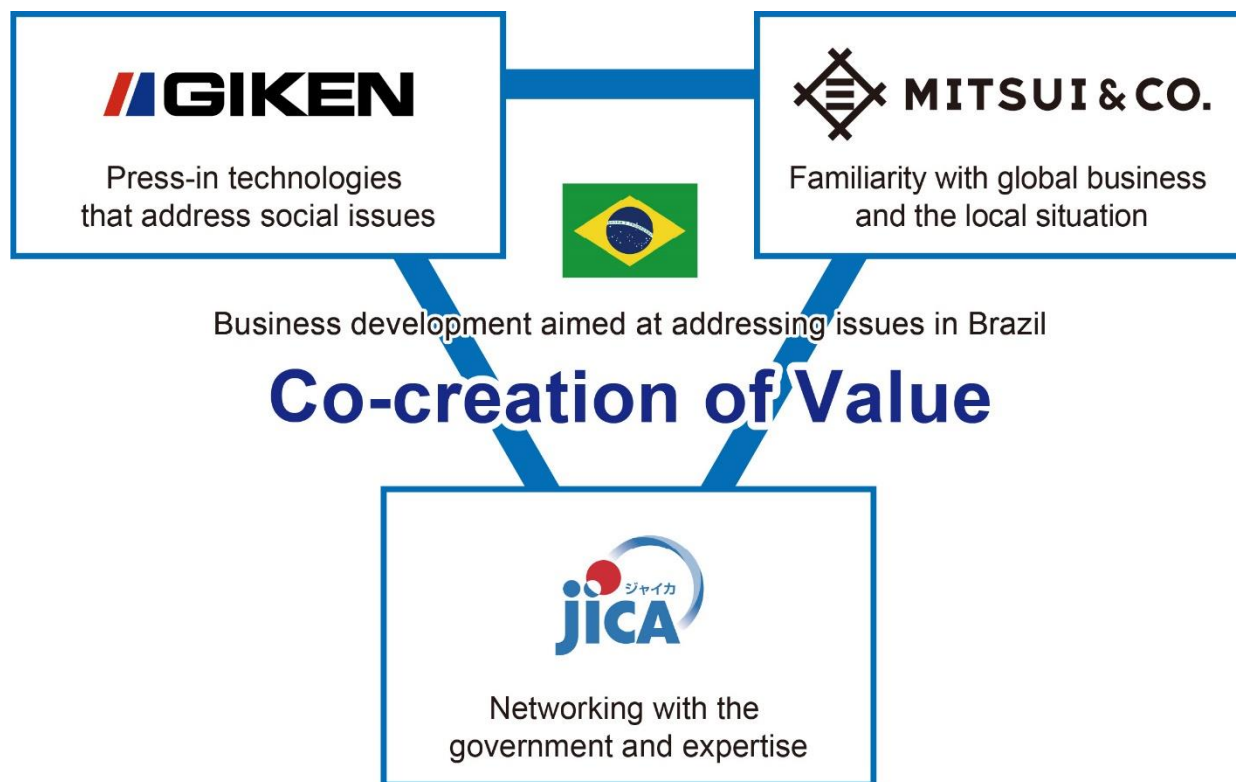 GIKEN
Press-in technologies
that address social issues
MITSUI & CO.
Familiarity with global business
and the local situation
Business development aimed at addressing issues in Brazil
Co-creation of Value
ジャイカ
jICA
Networking with the
government and expertise